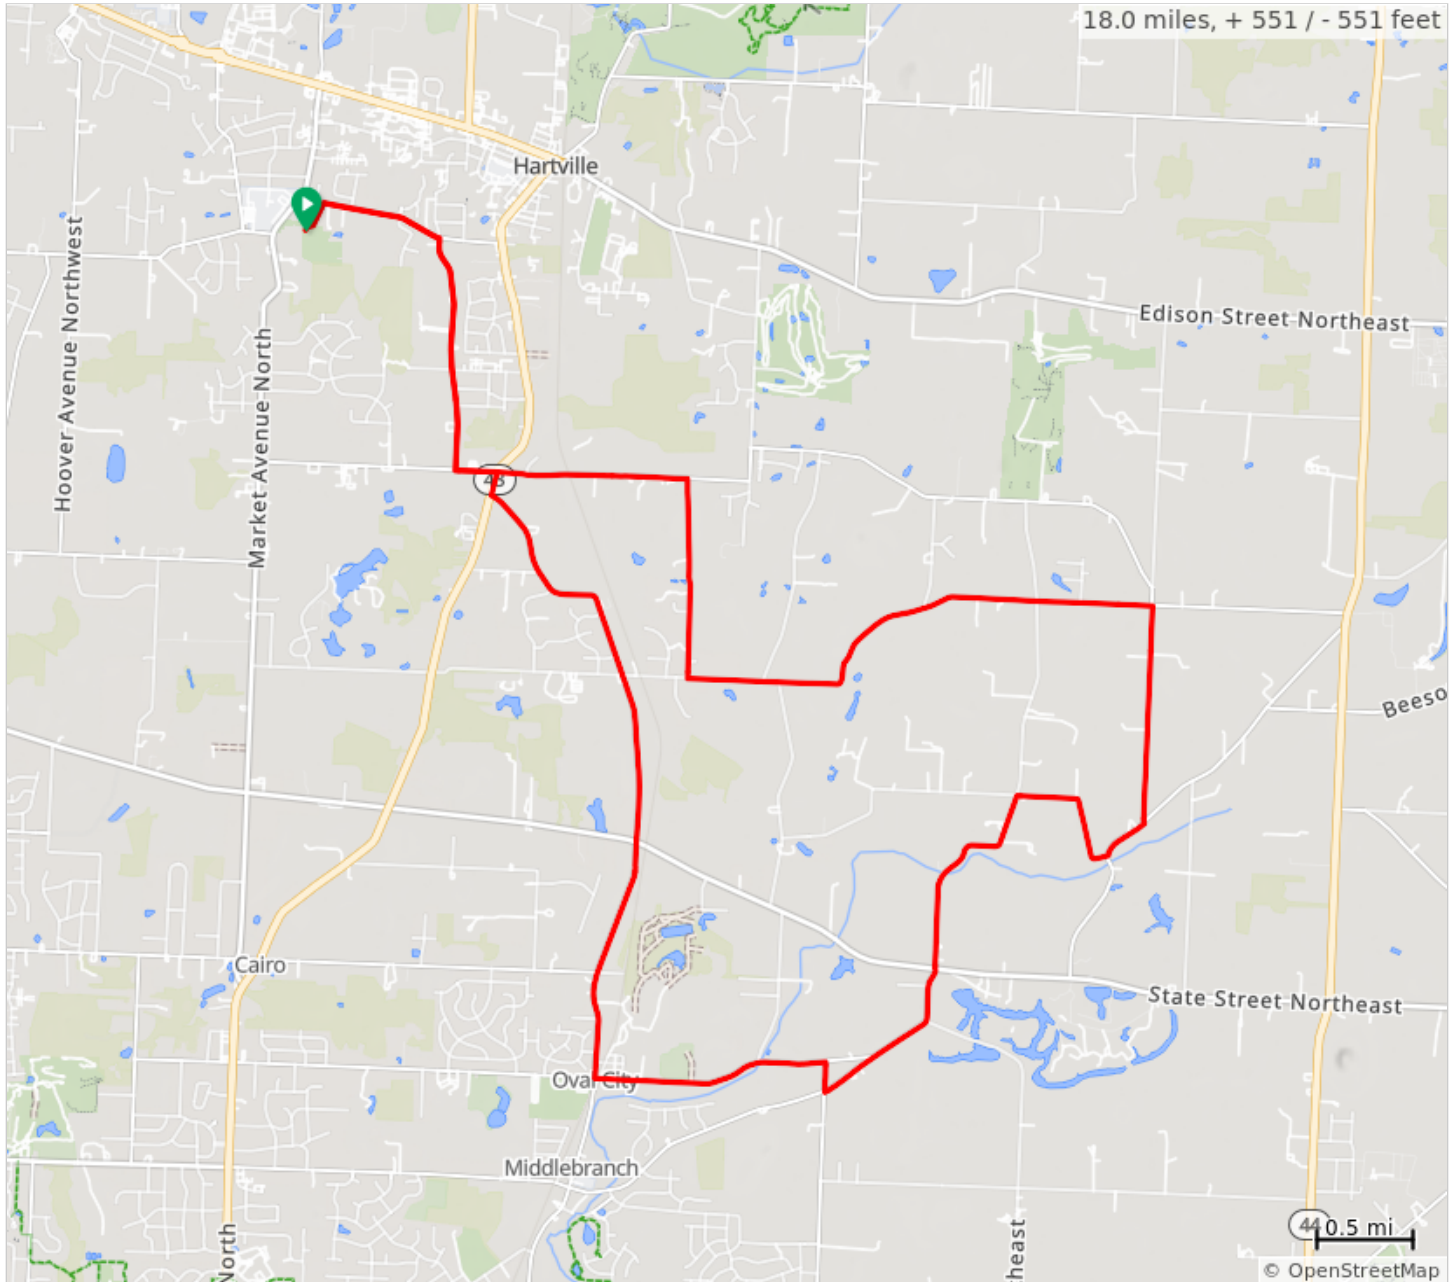 18.0 miles, + 551 / - 551 feet
Hartville
Hoover Avenue Northwest
Edison Street Northeast
Market Avenue North
43
Beeso
Cairo
State Street Northeast
Oval City
Middlebranch
North
heast
44
0.5 mi
© OpenStreetMap